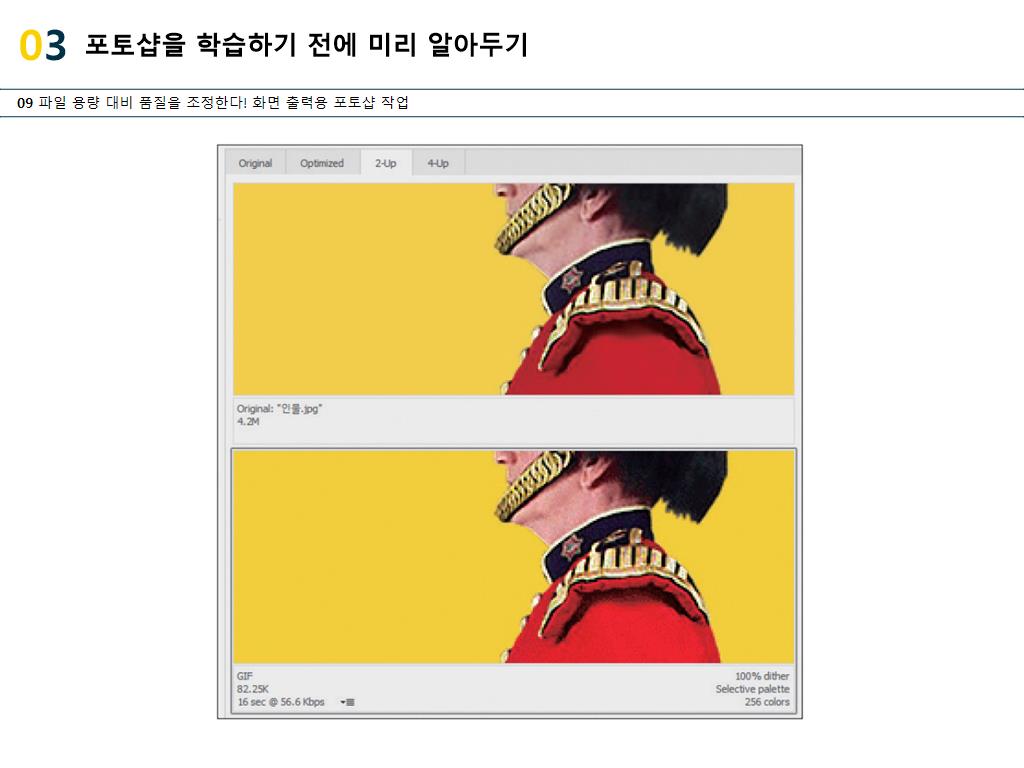 03 포토샵을 학습하기 전에 미리 알아두기
09 파일 용량 대비 품질을 조정한다! 화면 출력용 포토샵 작업
Original Optimized 2-Up 4-Up
Original: "인물.jpg"
4.2M
GIF 100% dither
82.25K Selective palette
16 sec @ 56.6 Kbps 256 colors